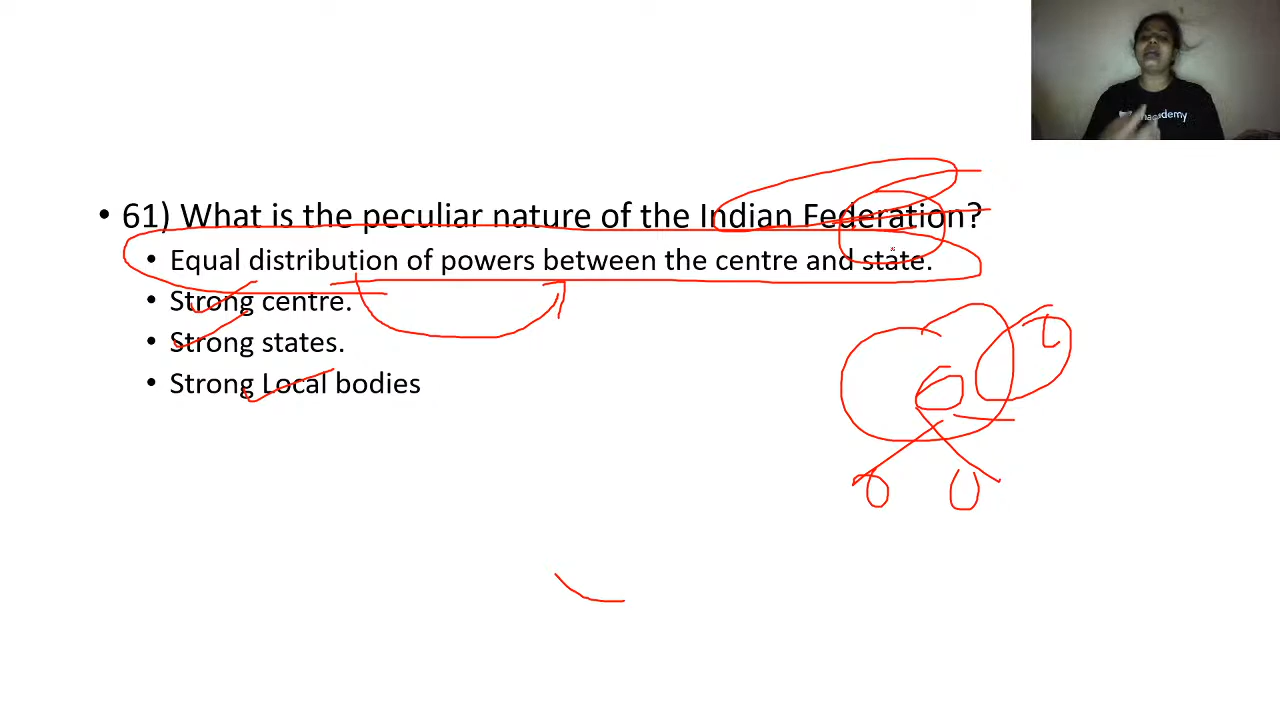 • 61) What is the peculiar nature of the Indian Federation?
• Equal distribution of powers between the centre and state.
• Strong centre.
• Strong states.
• Strong Local bodies